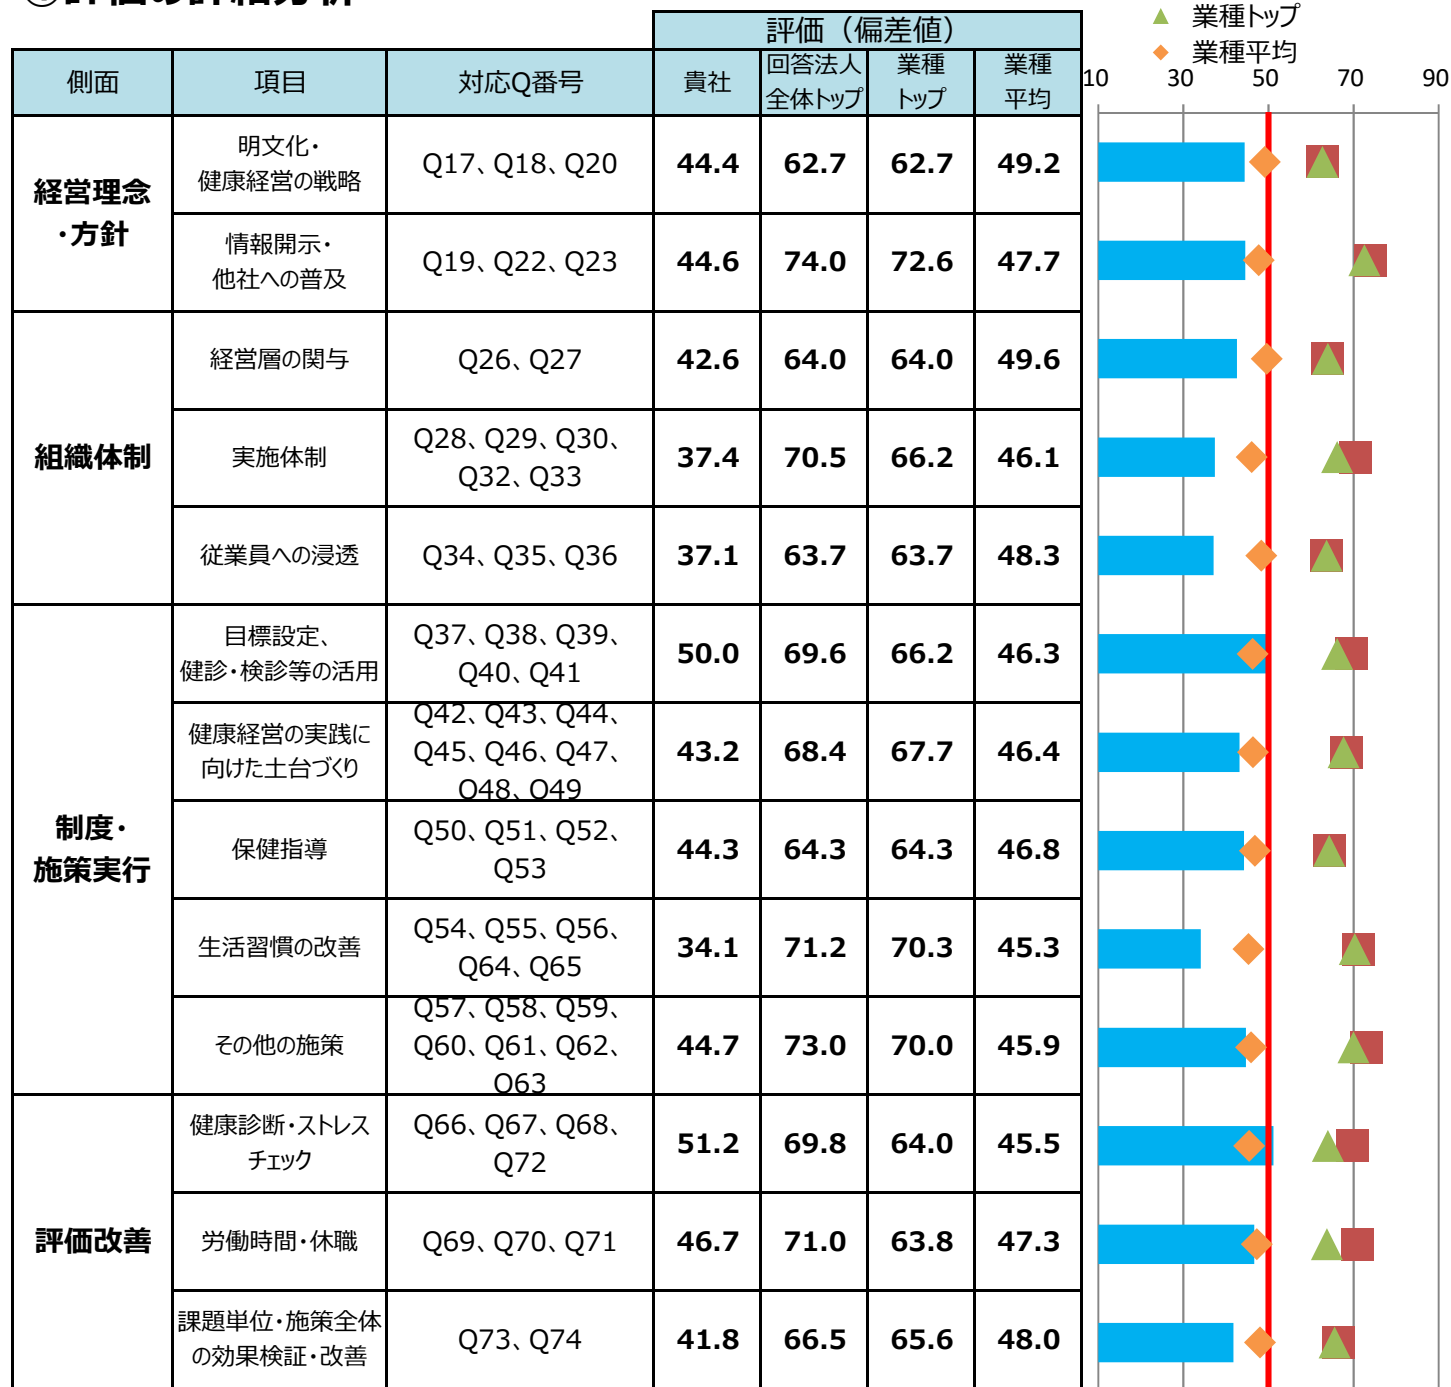 評価の詳細分析
▲ 業種トップ
◆ 業種平均
評価（偏差値）
側面 項目 対応Q番号 貴社 回答法人 業種 業種
全体トップ トップ 平均
10 30 50 70 90
経営理念
・方針
明文化・
健康経営の戦略
Q17、Q18、Q20 44.4 62.7 62.7 49.2
情報開示・
他社への普及
Q19、Q22、Q23 44.6 74.0 72.6 47.7
組織体制
経営層の関与 Q26、Q27 42.6 64.0 64.0 49.6
実施体制
Q28、Q29、Q30、
Q32、Q33
37.4 70.5 66.2 46.1
従業員への浸透 Q34、Q35、Q36 37.1 63.7 63.7 48.3
制度・
施策実行
目標設定、
健診・検診等の活用
Q37、Q38、Q39、
Q40、Q41
50.0 69.6 66.2 46.3
健康経営の実践に
向けた土台づくり
Q42、Q43、Q44、
Q45、Q46、Q47、
Q48、Q49
43.2 68.4 67.7 46.4
保健指導
Q50、Q51、Q52、
Q53
44.3 64.3 64.3 46.8
生活習慣の改善
Q54、Q55、Q56、
Q64、Q65
34.1 71.2 70.3 45.3
その他の施策
Q57、Q58、Q59、
Q60、Q61、Q62、
Q63
44.7 73.0 70.0 45.9
評価改善
健康診断・ストレス
チェック
Q66、Q67、Q68、
Q72
51.2 69.8 64.0 45.5
労働時間・休職 Q69、Q70、Q71 46.7 71.0 63.8 47.3
課題単位・施策全体
の効果検証・改善
Q73、Q74 41.8 66.5 65.6 48.0